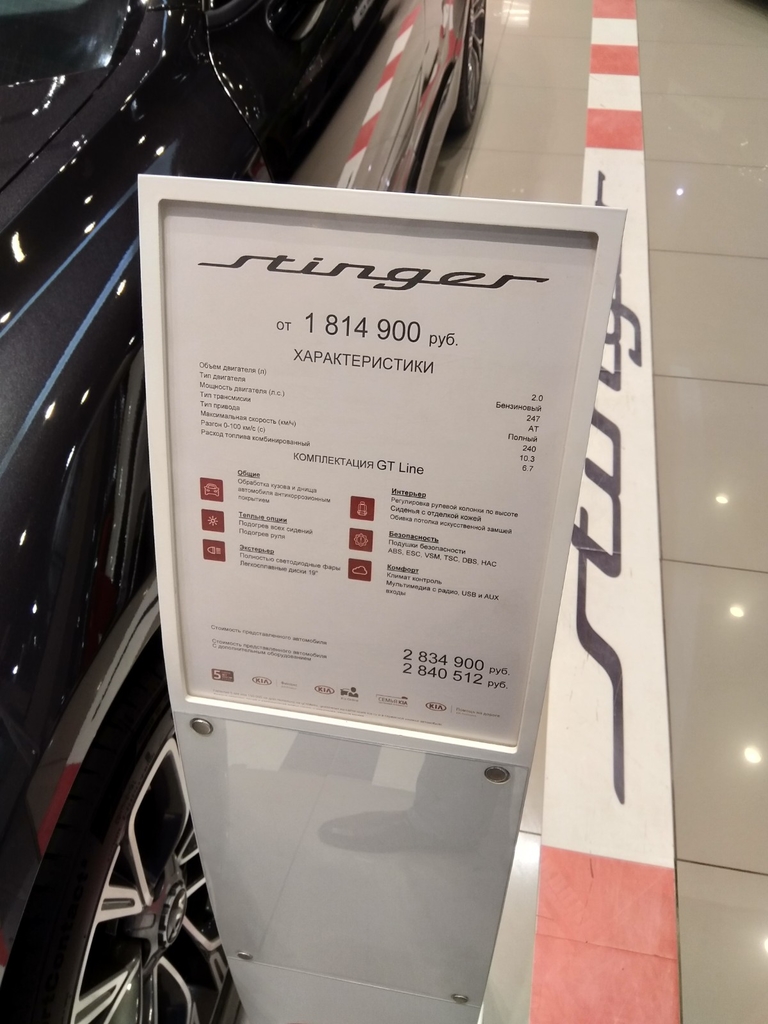 stinger
от 1 814 900 руб.
ХАРАКТЕРИСТИКИ
Объем двигателя (л) 2.0
Тип двигателя Бензиновый
Мощность двигателя (л.с.) 247
Тип трансмисии АТ
Тип привода Полный
Максимальная скорость (км/ч) 240
Разгон 0-100 км/с (с) 10.3
Расход топлива комбинированный 6.7
КОМПЛЕКТАЦИЯ GT Line
Общие
Обработка кузова и днища
автомобиля антикоррозионным
покрытием
Теплые опции
Подогрев всех сидений
Подогрев руля
Экстерьер
Полностью светодиодные фары
Легкосплавные диски 19"
Интерьер
Регулировка рулевой колонки по высоте
Сиденья с отделкой кожей
Обивка потолка искусственной замшей
Безопасность
Подушки безопасности
ABS, ESC, VSM, TSC, DBS, HAC
Комфорт
Климат контроль
Мультимедиа с радио, USB и AUX
входы
Стоимость представленного автомобиля 2 834 900 руб.
Стоимость представленного автомобиля
С дополнительным оборудованием 2 840 512 руб.
5
KIA
KIA
СЕМЬЯ KIA
KIA
stinger